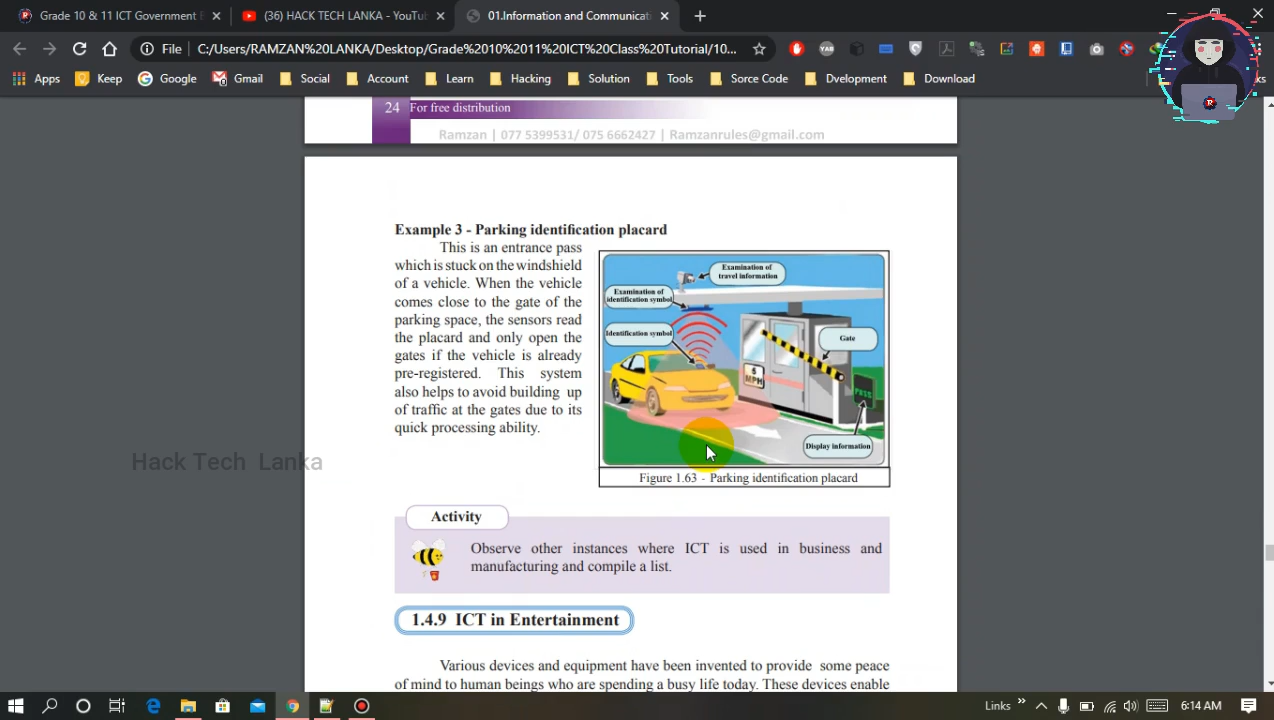 Grade 10 & 11 ICT Government
(36) HACK TECH LANKA - YouTu
01.Information and Communicati
File
C:/Users/RAMZAN%20LANKA/Desktop/Grade%2010%2011%20ICT%20Class%20Tutorial/10...
YAB
Apps
Keep
Google
Gmail
Social
Account
Learn
Hacking
Solution
Tools
Sorce Code
Dvelopment
Download
24 For free distribution
Ramzan | 077 5399531/ 075 6662427 | Ramzanrules@gmail.com
Example 3 - Parking identification placard
This is an entrance pass
which is stuck on the windshield
of a vehicle. When the vehicle
comes close to the gate of the
parking space, the sensors read
the placard and only open the
gates if the vehicle is already
pre-registered. This system
also helps to avoid building up
of traffic at the gates due to its
quick processing ability.
Examination of
travel information
Examination of
identification symbol
Identification symbol
Gate
5
MPH
PASS
Display information
Figure 1.63 - Parking identification placard
Hack Tech Lanka
Activity
Observe other instances where ICT is used in business and
manufacturing and compile a list.
1.4.9 ICT in Entertainment
Various devices and equipment have been invented to provide some peace
of mind to human beings who are spending a busy life today. These devices enable
Links
6:14 AM